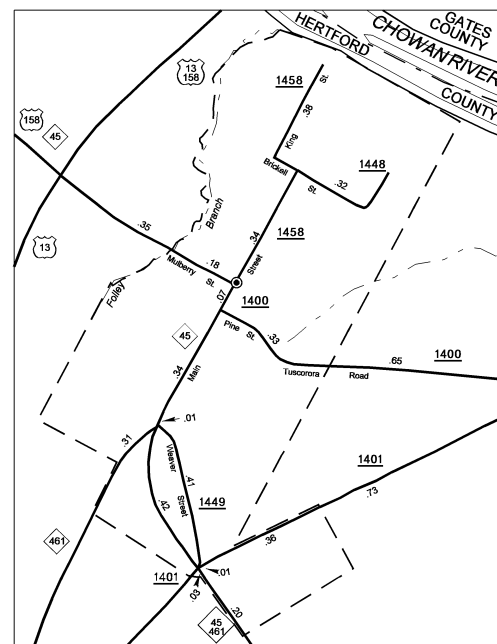 GATES
COUNTY
HERTFORD
CHOWAN RIVER
COUNTY
13
158
1458
St.
.38
158
45
King
1448
Brickell
St.
.32
Branch
1458
.35
.34
13
.18
Mulberry
St.
Street
.07
1400
Folley
45
Pine
St.
.33
.65
1400
Tuscorora
Road
.34
Main
.01
.31
Weaver
1401
.41
.73
.42
Street
1449
461
.36
1401
.01
.03
.20
45
461